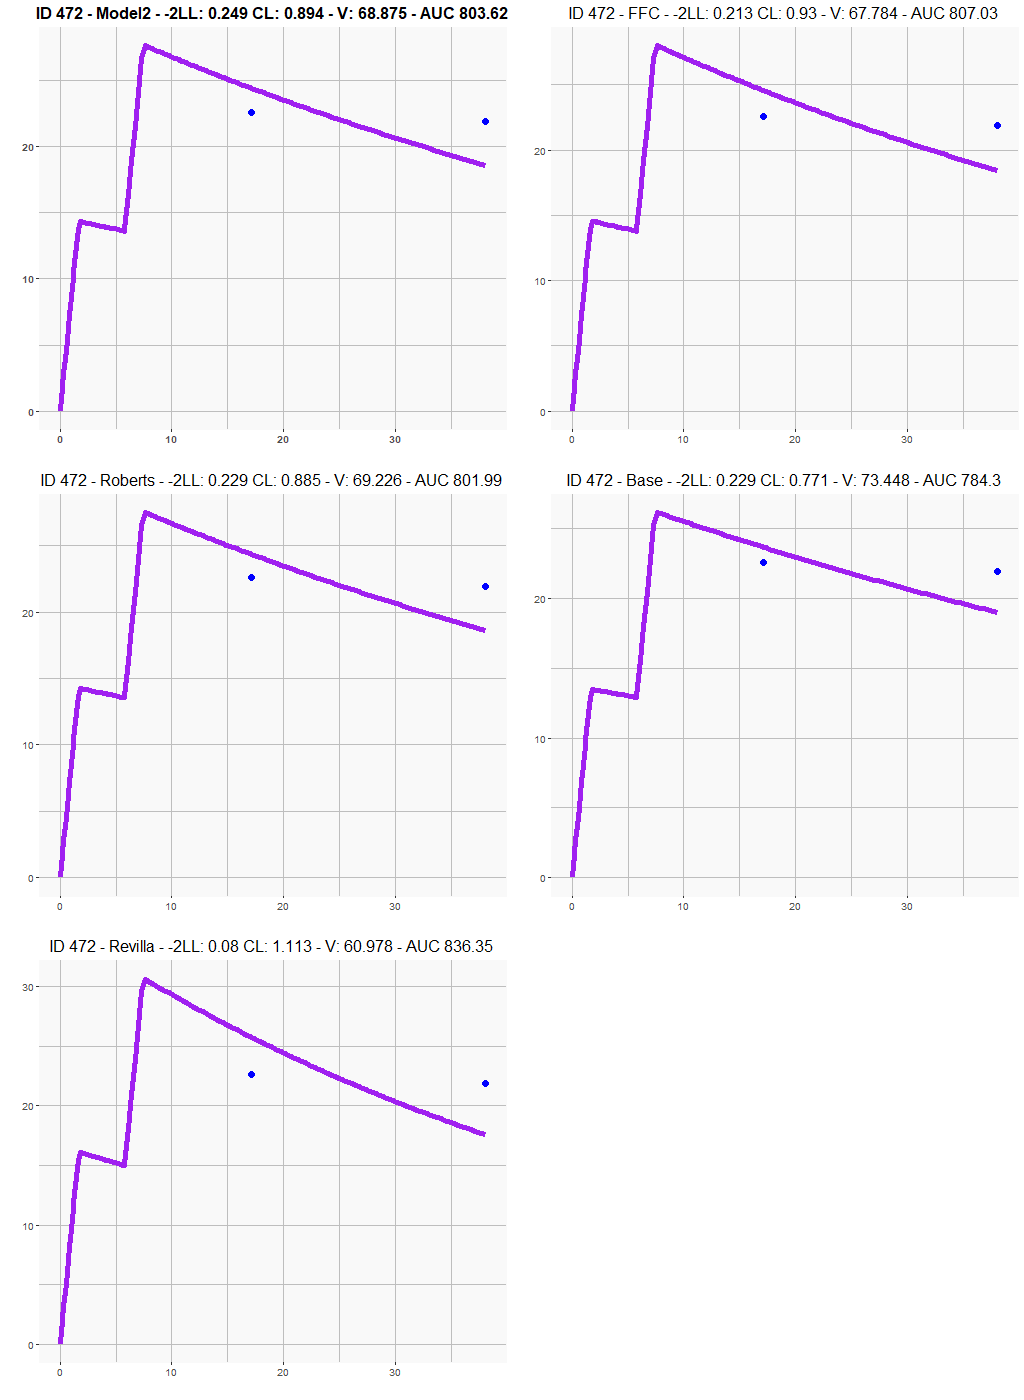 ID 472 - Model2 - -2LL: 0.249 CL: 0.894 - V: 68.875 - AUC 803.62
20
10
0
0 10 20 30
ID 472 - FFC - -2LL: 0.213 CL: 0.93 - V: 67.784 - AUC 807.03
20
10
0
0 10 20 30
ID 472 - Roberts - -2LL: 0.229 CL: 0.885 - V: 69.226 - AUC 801.99
20
10
0
0 10 20 30
ID 472 - Base - -2LL: 0.229 CL: 0.771 - V: 73.448 - AUC 784.3
20
10
0
0 10 20 30
ID 472 - Revilla - -2LL: 0.08 CL: 1.113 - V: 60.978 - AUC 836.35
30
20
10
0
0 10 20 30